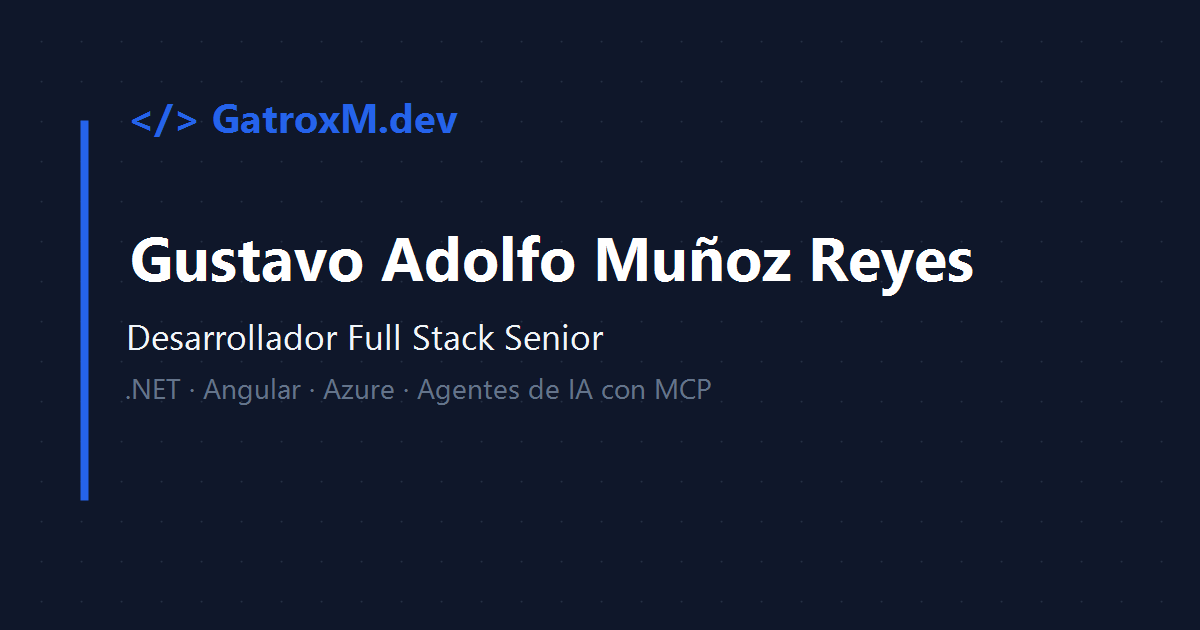 </> GatroxM.dev
Gustavo Adolfo Muñoz Reyes
Desarrollador Full Stack Senior
.NET · Angular · Azure · Agentes de IA con MCP